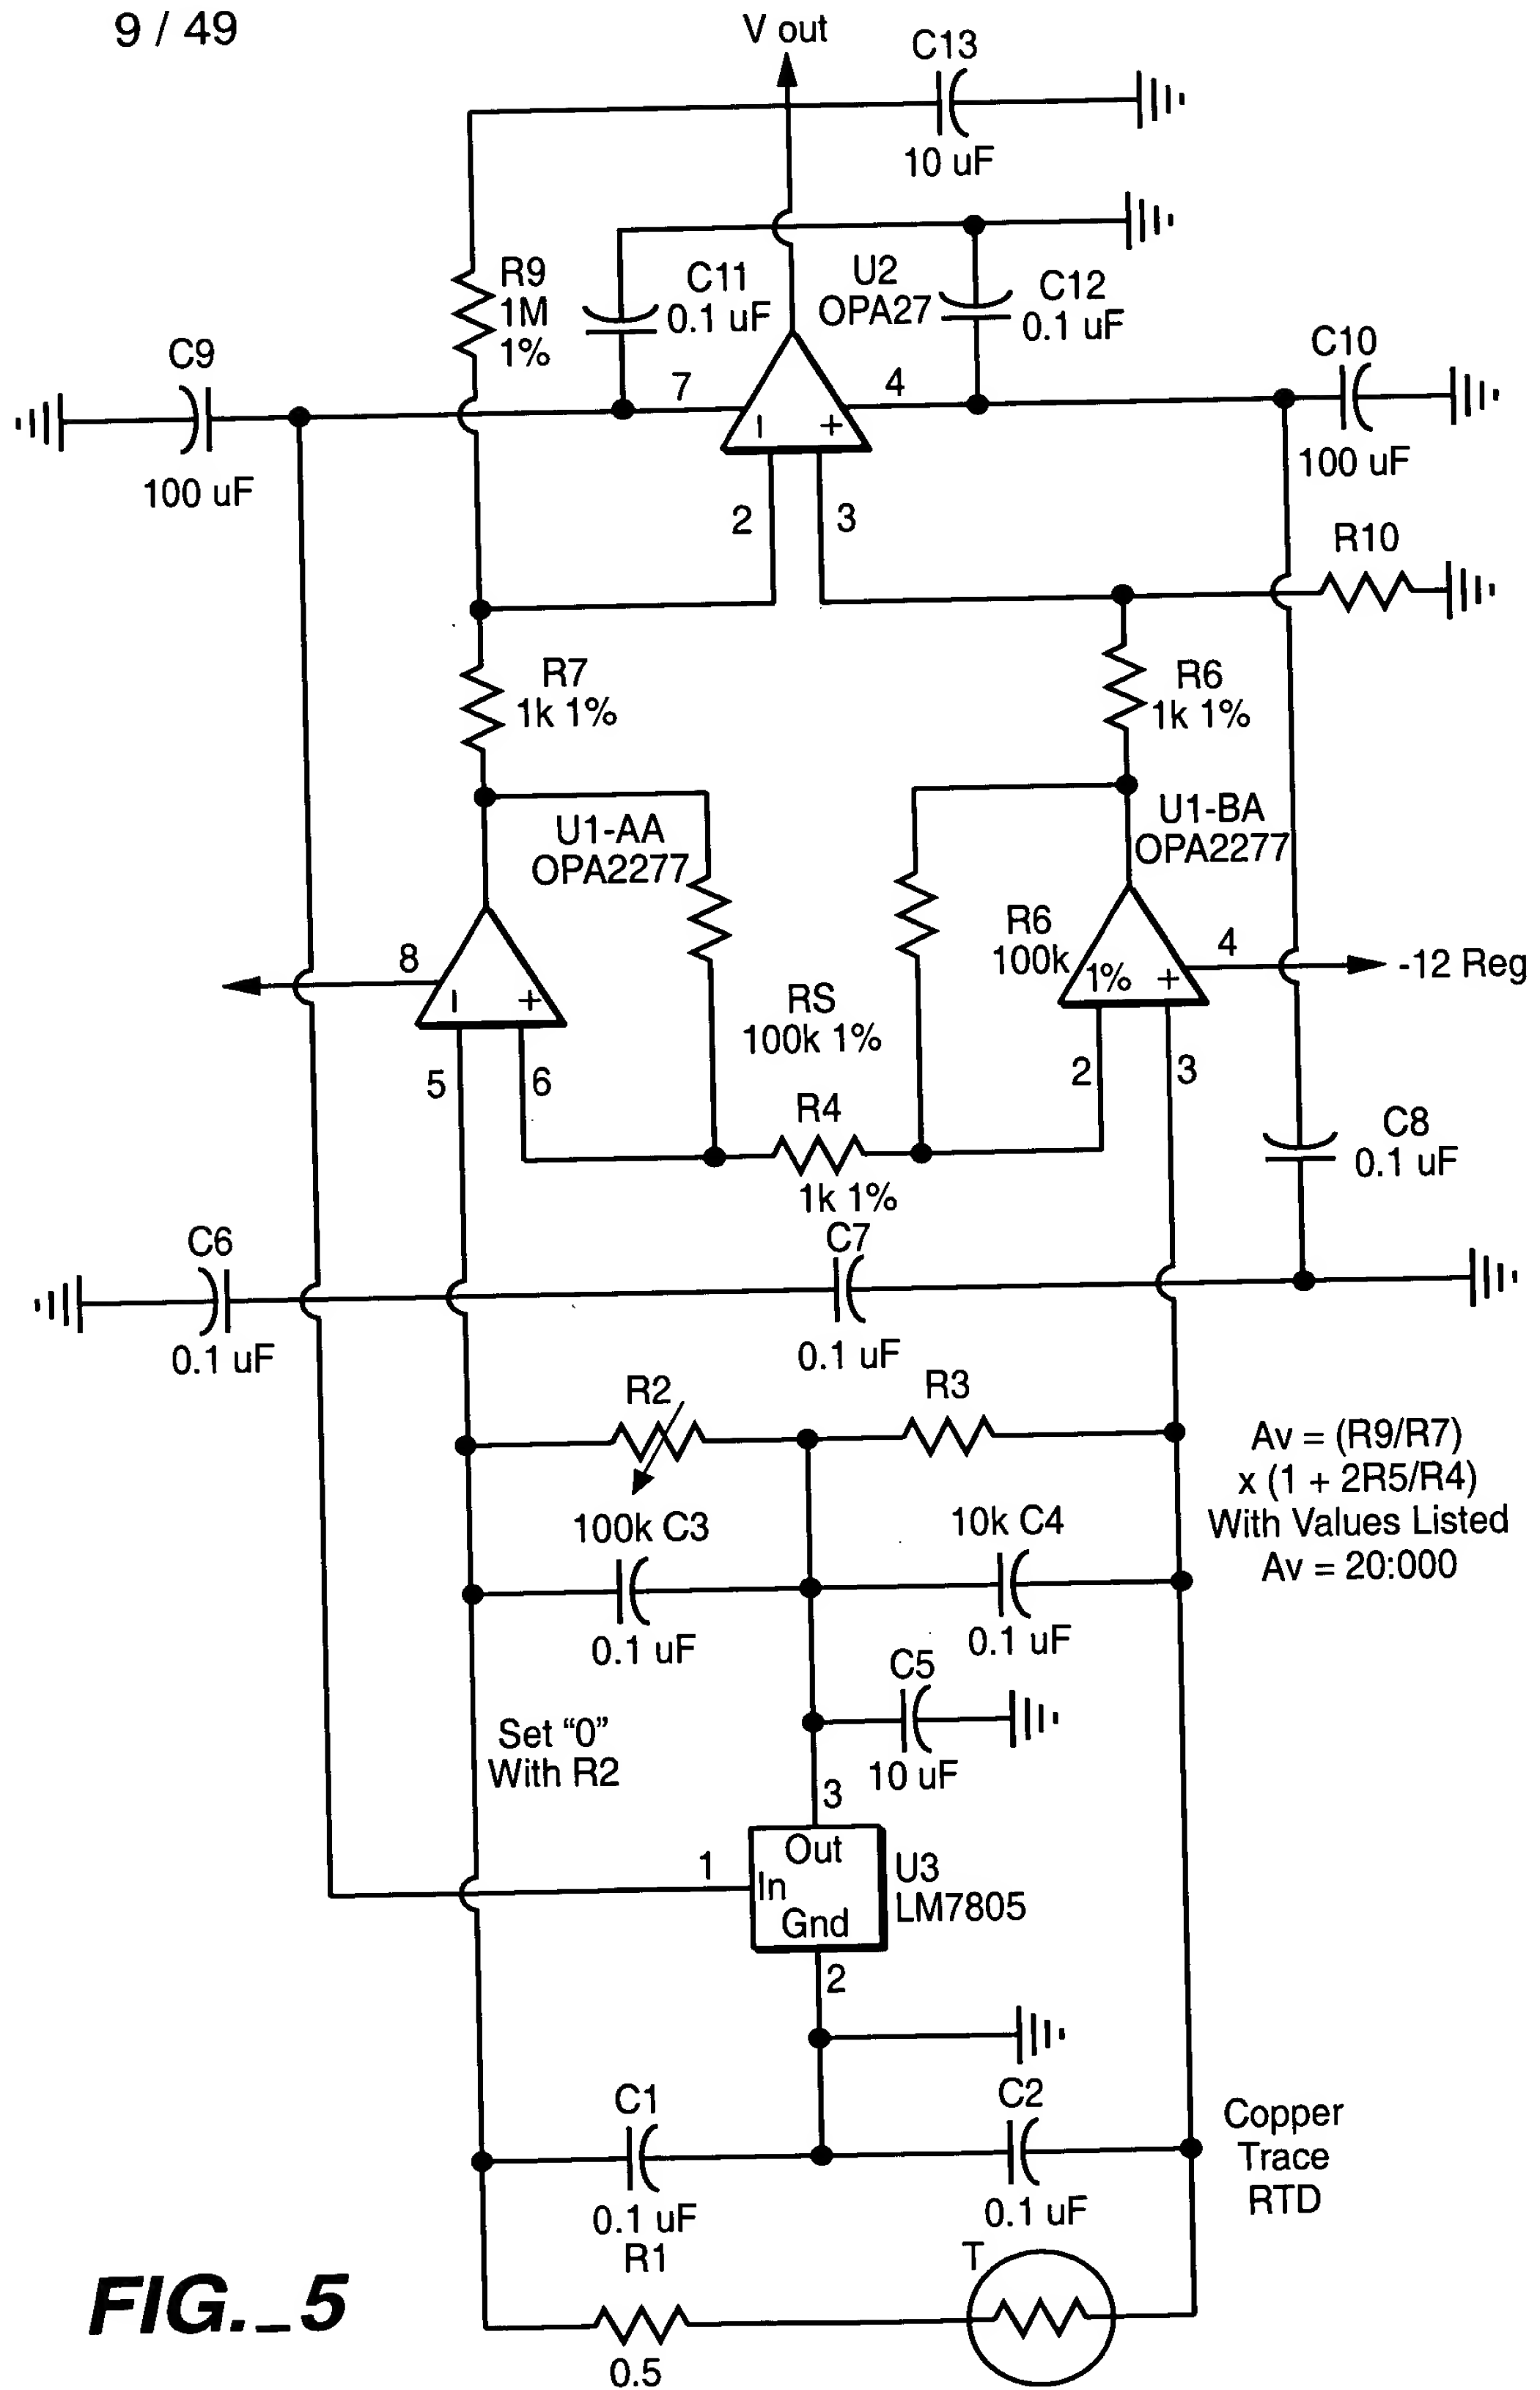 9 / 49
V out
C13
10 uF
R9
1M
1%
C11
0.1 uF
U2
OPA27
C12
0.1 uF
C9
100 uF
7
4
C10
100 uF
–
+
2
3
R10
R7
1k 1%
R6
1k 1%
U1-AA
OPA2277
U1-BA
OPA2277
8
R6
100k
1%
4
-12 Reg
–
+
+
RS
100k 1%
5
6
2
3
R4
1k 1%
C8
0.1 uF
C6
0.1 uF
C7
0.1 uF
R2
R3
100k C3
0.1 uF
10k C4
0.1 uF
Av = (R9/R7)
x (1 + 2R5/R4)
With Values Listed
Av = 20:000
C5
10 uF
Set “0”
With R2
3
1
Out
In
Gnd
U3
LM7805
2
C1
0.1 uF
C2
0.1 uF
Copper
Trace
RTD
R1
0.5
T
FIG._5